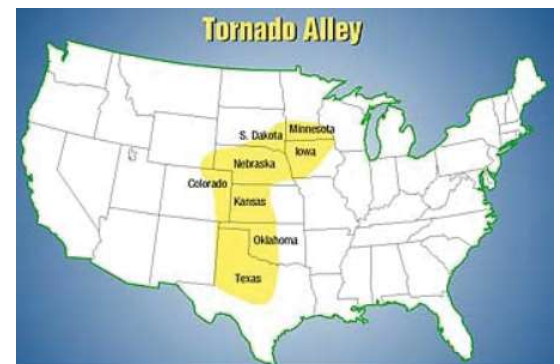 Tornado Alley
Minnesota
S. Dakota
Iowa
Nebraska
Colorado
Kansas
Oklahoma
Texas